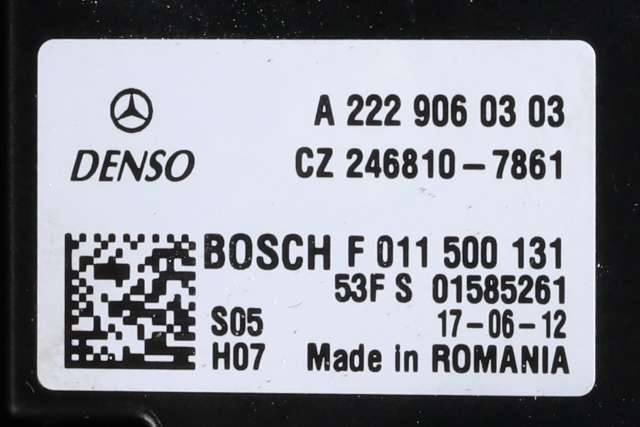 A 222 906 03 03
DENSO CZ 246810-7861
BOSCH F 011 500 131
53F S 01585261
S05 17-06-12
H07 Made in ROMANIA